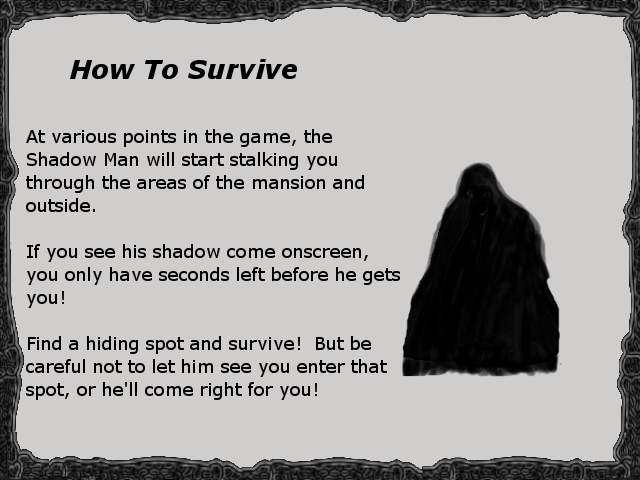 How To Survive
At various points in the game, the
Shadow Man will start stalking you
through the areas of the mansion and
outside.
If you see his shadow come onscreen,
you only have seconds left before he gets
you!
Find a hiding spot and survive!  But be
careful not to let him see you enter that
spot, or he'll come right for you!